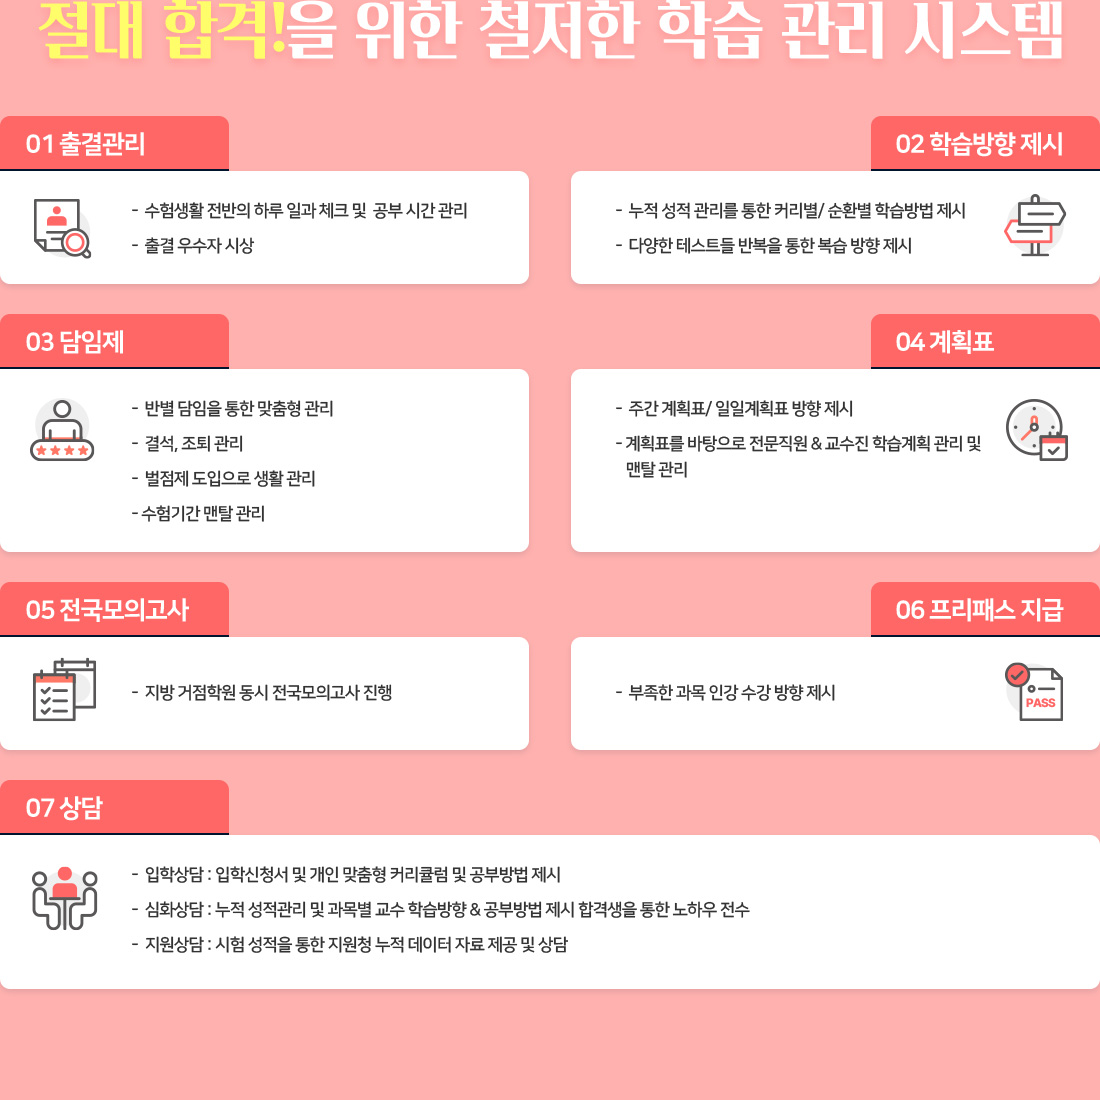 절대 합격!을 위한 철저한 학습 관리 시스템
01 출결관리
- 수험생활 전반의 하루 일과 체크 및 공부 시간 관리
- 출결 우수자 시상
02 학습방향 제시
- 누적 성적 관리를 통한 커리별/ 순환별 학습방법 제시
- 다양한 테스트들 반복을 통한 복습 방향 제시
03 담임제
- 반별 담임을 통한 맞춤형 관리
- 결석, 조퇴 관리
- 벌점제 도입으로 생활 관리
- 수험기간 맨탈 관리
04 계획표
- 주간 계획표/ 일일계획표 방향 제시
- 계획표를 바탕으로 전문직원 & 교수진 학습계획 관리 및
맨탈 관리
05 전국모의고사
- 지방 거점학원 동시 전국모의고사 진행
06 프리패스 지급
- 부족한 과목 인강 수강 방향 제시
PASS
07 상담
- 입학상담 : 입학신청서 및 개인 맞춤형 커리큘럼 및 공부방법 제시
- 심화상담 : 누적 성적관리 및 과목별 교수 학습방향 & 공부방법 제시 합격생을 통한 노하우 전수
- 지원상담 : 시험 성적을 통한 지원청 누적 데이터 자료 제공 및 상담